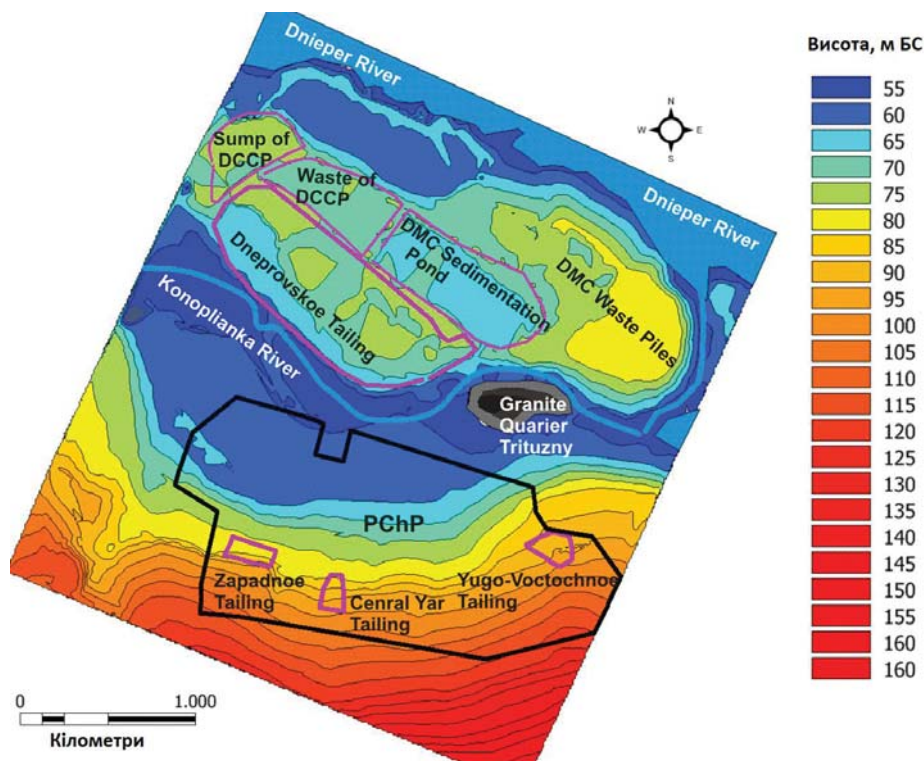 Dnieper River
Висота, м БС
N
W
E
S
Sump of
DCCP
Waste of
DCCP
DMC Sedimentation
Pond
Dnieper River
DMC Waste Piles
Dneprovskoe Tailing
Konoplianka River
Granite
Quarier
Trituzny
PChP
Zapadnoe
Tailing
Cenral Yar
Tailing
Yugo-Voctochnoe
Tailing
0
1.000
Кілометри
55
60
65
70
75
80
85
90
95
100
105
110
115
120
125
130
135
140
145
150
155
160
160